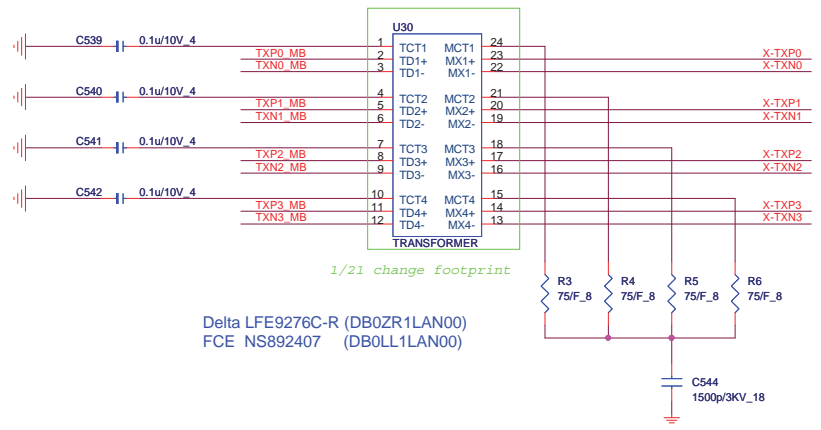 U30
C539 0.1u/10V_4 1 TCT1 MCT1 24
TXP0_MB 2 TD1+ MX1+ 23 X-TXP0
TXN0_MB 3 TD1- MX1- 22 X-TXN0
C540 0.1u/10V_4 4 TCT2 MCT2 21
TXP1_MB 5 TD2+ MX2+ 20 X-TXP1
TXN1_MB 6 TD2- MX2- 19 X-TXN1
C541 0.1u/10V_4 7 TCT3 MCT3 18
TXP2_MB 8 TD3+ MX3+ 17 X-TXP2
TXN2_MB 9 TD3- MX3- 16 X-TXN2
C542 0.1u/10V_4 10 TCT4 MCT4 15
TXP3_MB 11 TD4+ MX4+ 14 X-TXP3
TXN3_MB 12 TD4- MX4- 13 X-TXN3
TRANSFORMER
1/21 change footprint
R3 R4 R5 R6
75/F_8 75/F_8 75/F_8 75/F_8
Delta LFE9276C-R (DB0ZR1LAN00)
FCE NS892407 (DB0LL1LAN00)
C544
1500p/3KV_18